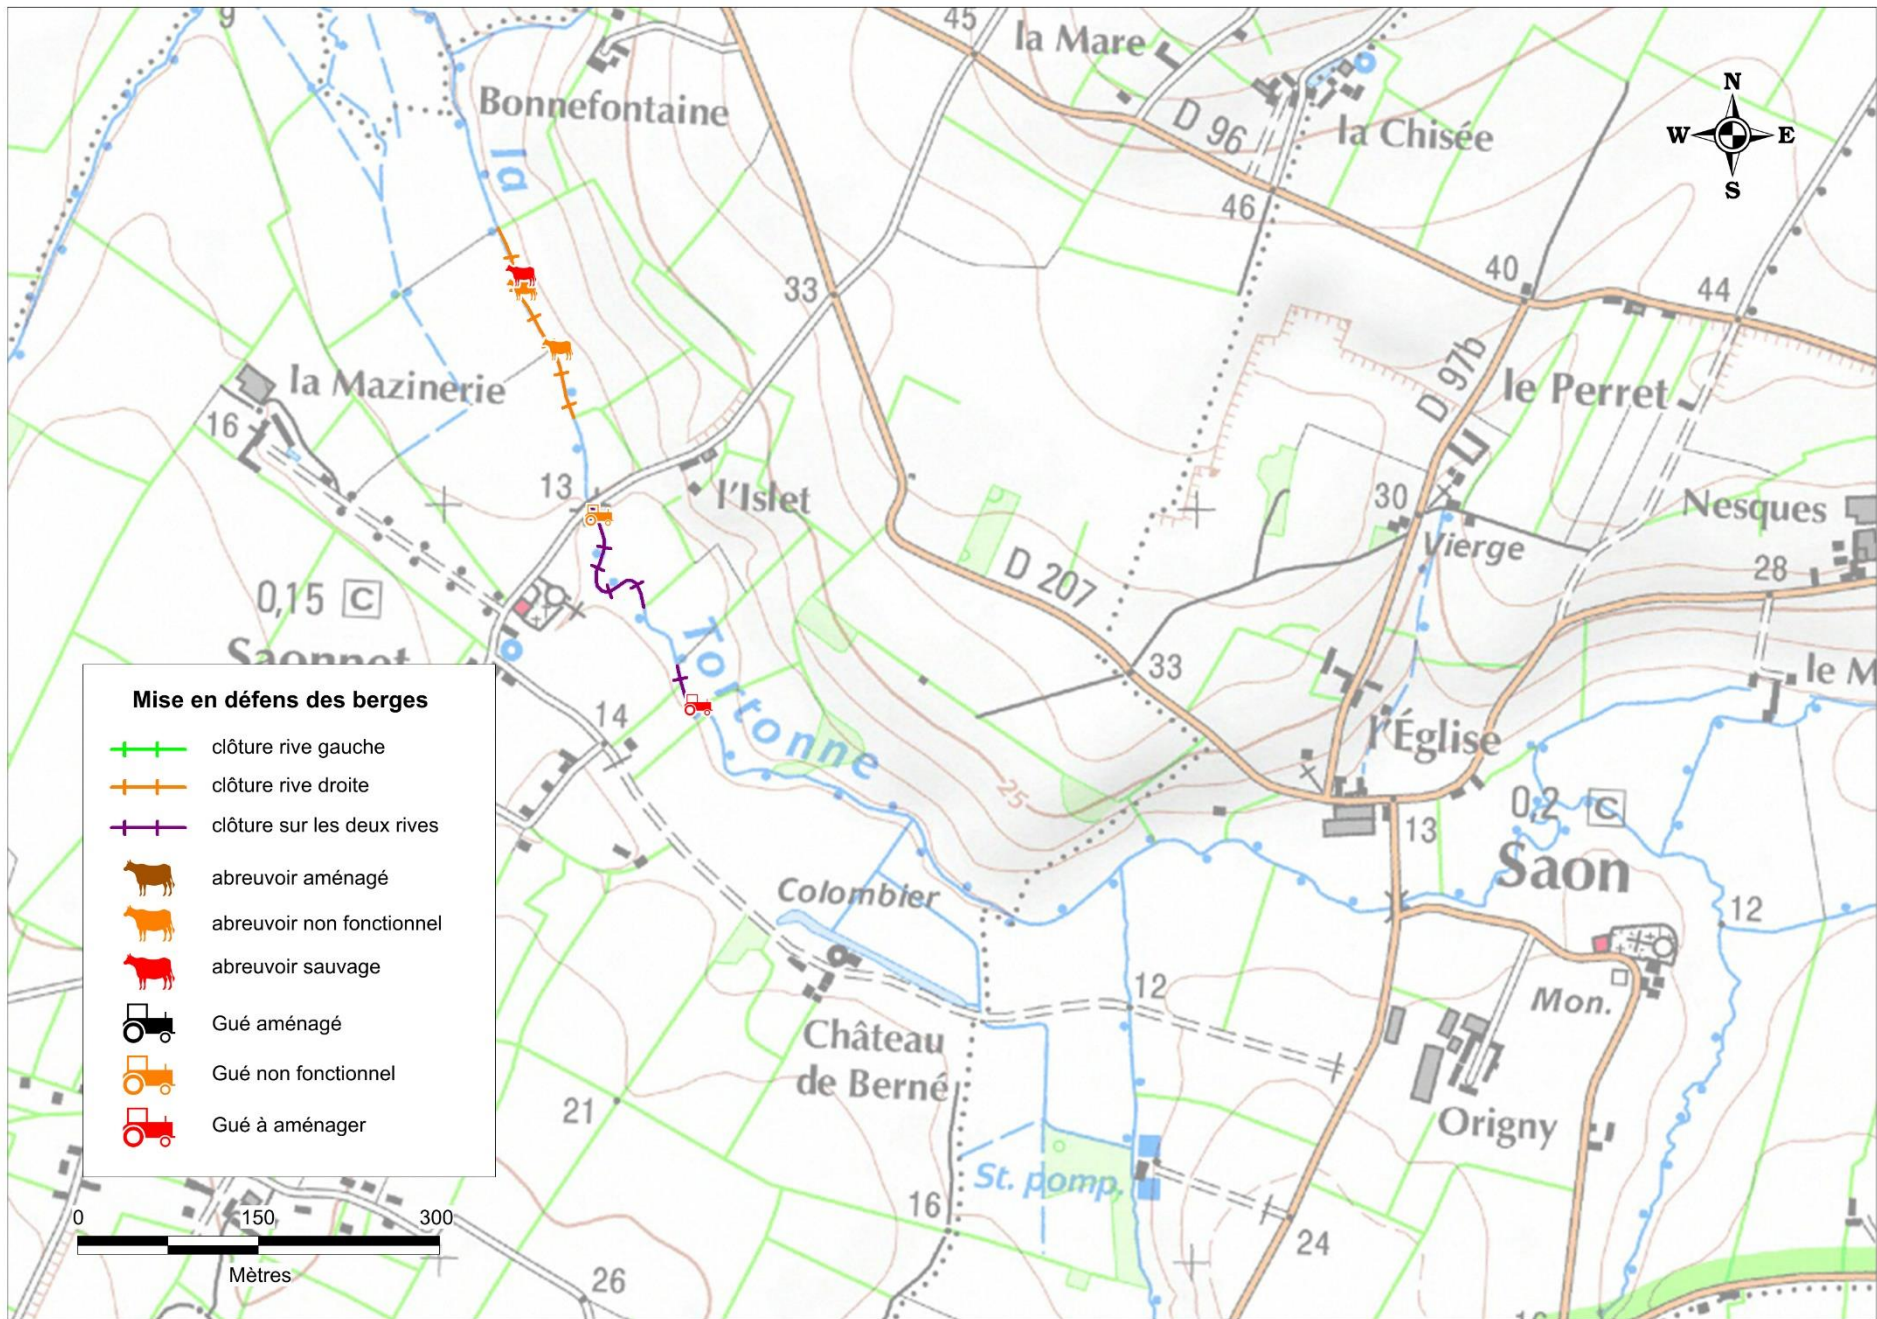 9
45
la Mare
N
Bonnefontaine
D 96
la Chisée
W
E
S
la
46
33
40
44
la Mazinerie
D 97b
le Perret
16
13
l'Islet
30
Nesques
Vierge
28
0,15 C
D 207
Saonnet
Tortonne
33
le M
14
l'Église
25
13
0,2 C
Saon
Colombier
12
12
Mon.
Château
de Berné
21
Origny
St. pomp.
16
24
26
Mise en défens des berges
clôture rive gauche
clôture rive droite
clôture sur les deux rives
abreuvoir aménagé
abreuvoir non fonctionnel
abreuvoir sauvage
Gué aménagé
Gué non fonctionnel
Gué à aménager
0 150 300
Mètres